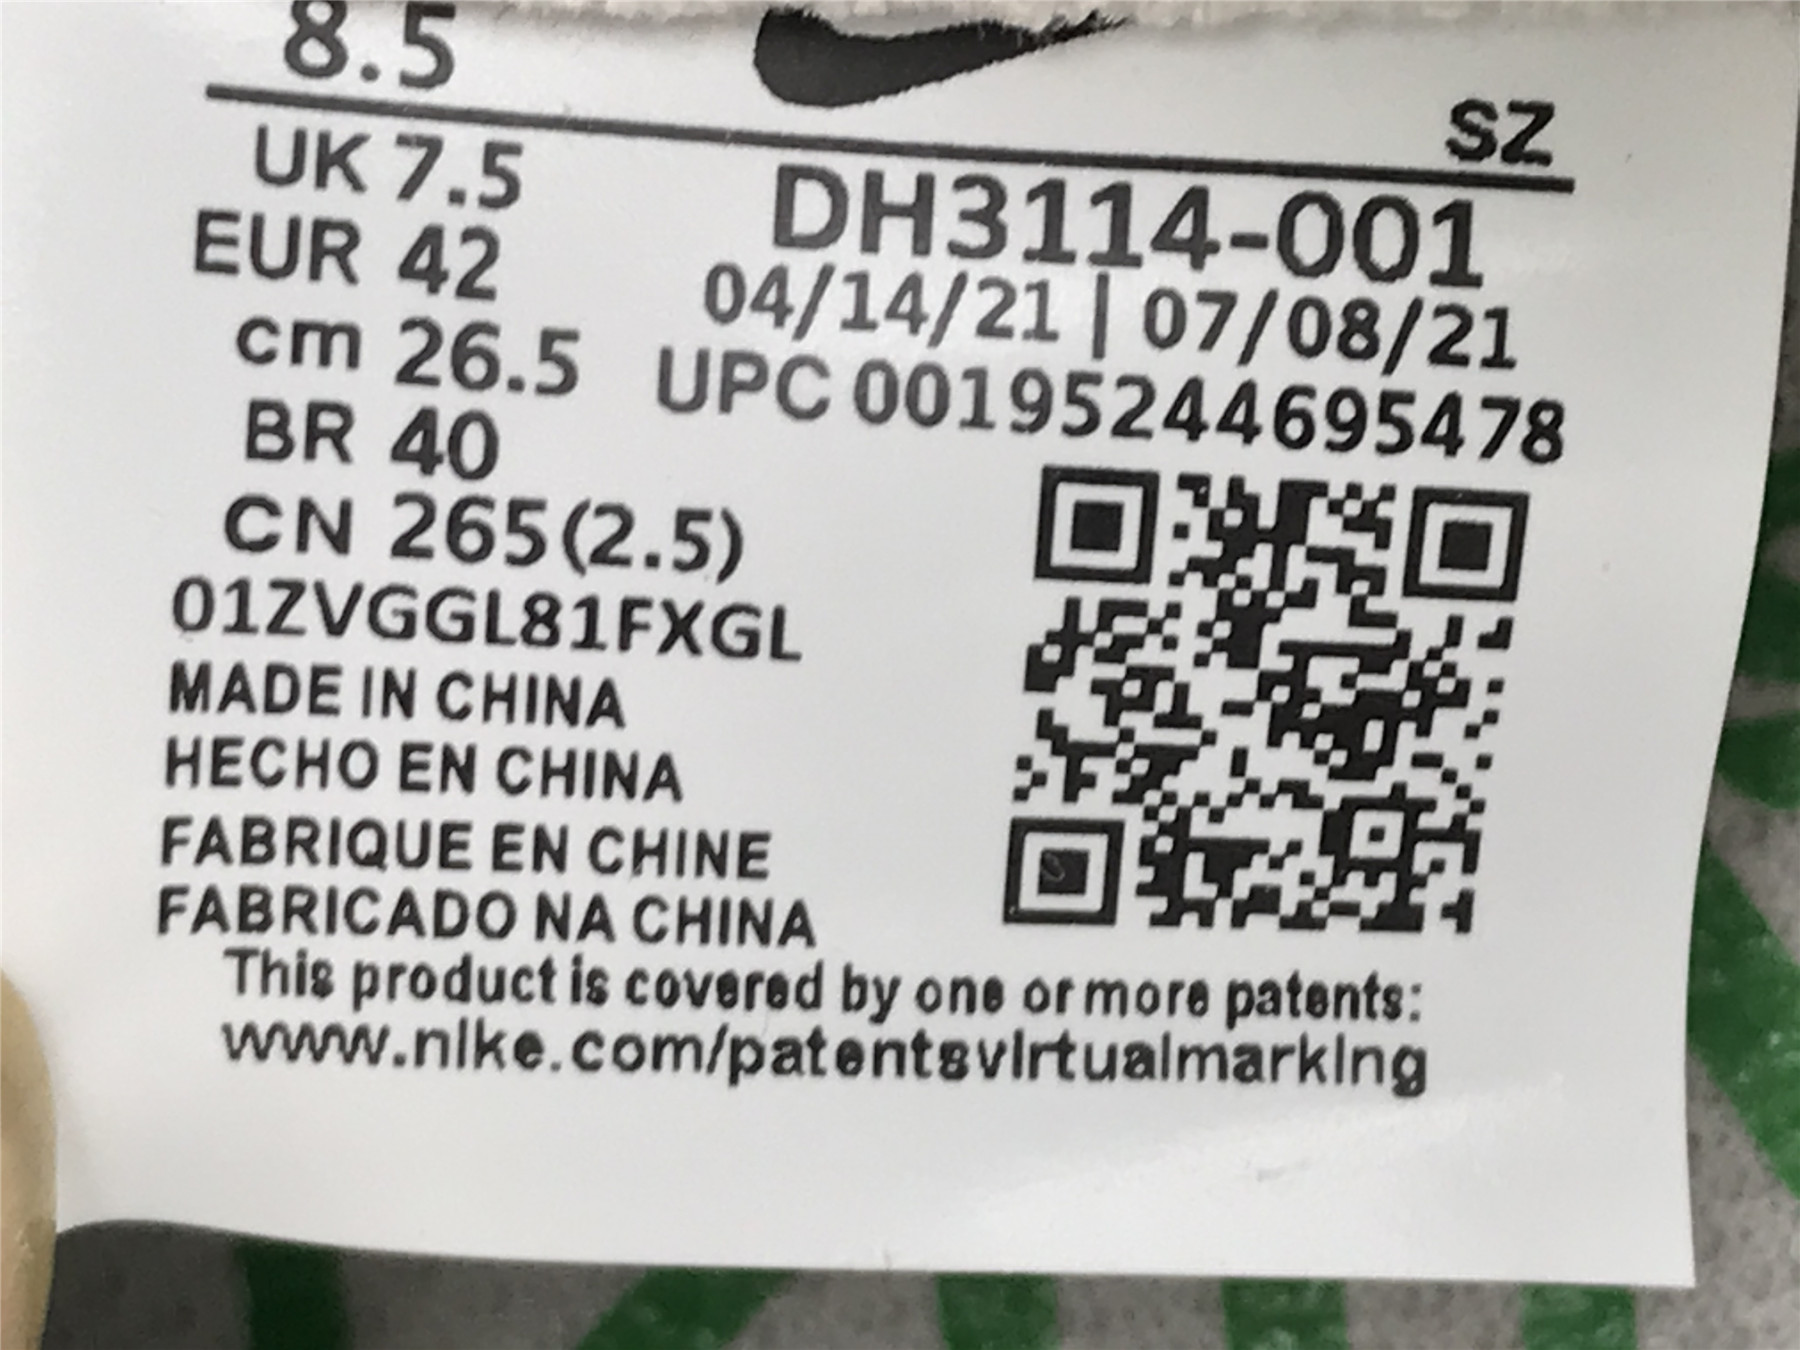 8.5
SZ
UK 7.5
DH3114-001
EUR 42
04/14/21 | 07/08/21
cm 26.5
UPC 00195244695478
BR 40
CN 265(2.5)
01ZVGGL81FXGL
MADE IN CHINA
HECHO EN CHINA
FABRIQUE EN CHINE
FABRICADO NA CHINA
This product is covered by one or more patents:
www.nike.com/patentsvirtualmarking